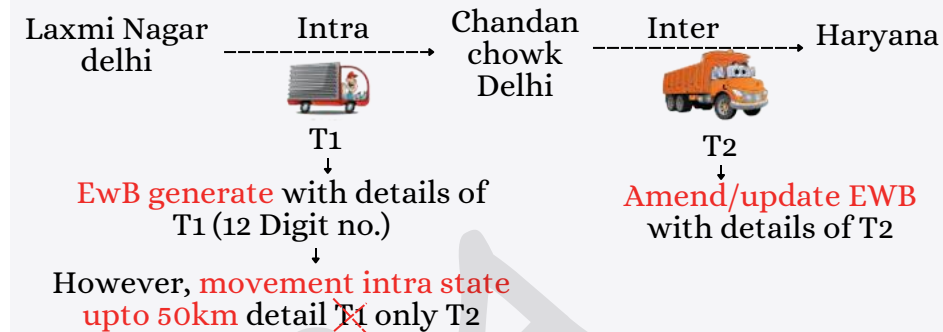 Laxmi Nagar
delhi
Intra
Chandan
chowk
Delhi
Inter
Haryana
T1
EwB generate with details of
T1 (12 Digit no.)
However, movement intra state
upto 50km detail T1 only T2
T2
Amend/update EWB
with details of T2